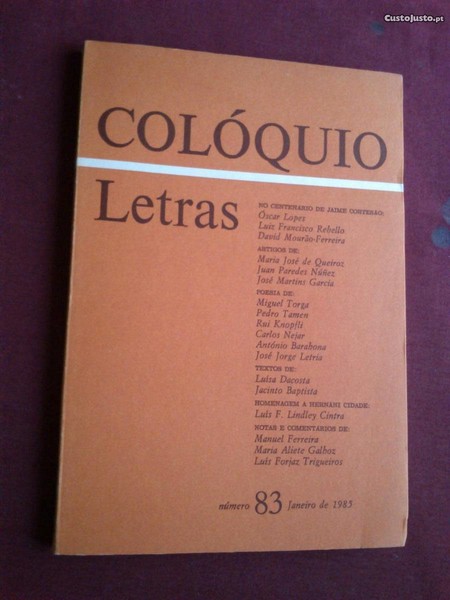 CustoJusto.pt
COLÓQUIO
Letras
NO CENTENÁRIO DE JAIME CORTESÃO:
Óscar Lopes
Luiz Francisco Rebello
David Mourão-Ferreira
ARTIGOS DE:
Maria José de Queiroz
Juan Paredes Núñez
José Martins Garcia
POESIA DE:
Miguel Torga
Pedro Tamen
Rui Knopfli
Carlos Nejar
António Barahona
José Jorge Letria
TEXTOS DE:
Luísa Dacosta
Jacinto Baptista
HOMENAGEM A HERNÂNI CIDADE:
Luís F. Lindley Cintra
NOTAS E COMENTÁRIOS DE:
Manuel Ferreira
Maria Aliete Galhoz
Luís Forjaz Trigueiros
número 83 Janeiro de 1985